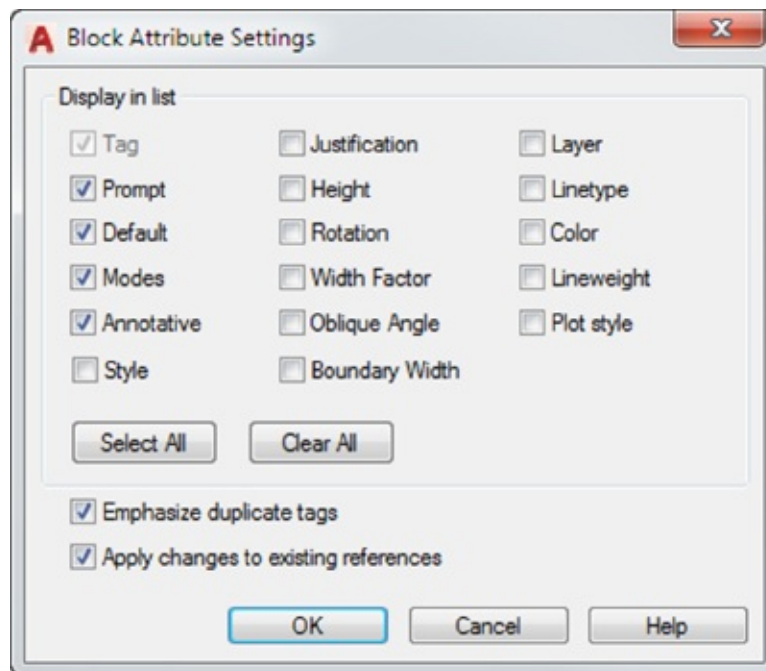 A Block Attribute Settings
Display in list
Tag Justification Layer
Prompt Height Linetype
Default Rotation Color
Modes Width Factor Lineweight
Annotative Oblique Angle Plot style
Style Boundary Width
Select All Clear All
Emphasize duplicate tags
Apply changes to existing references
OK Cancel Help